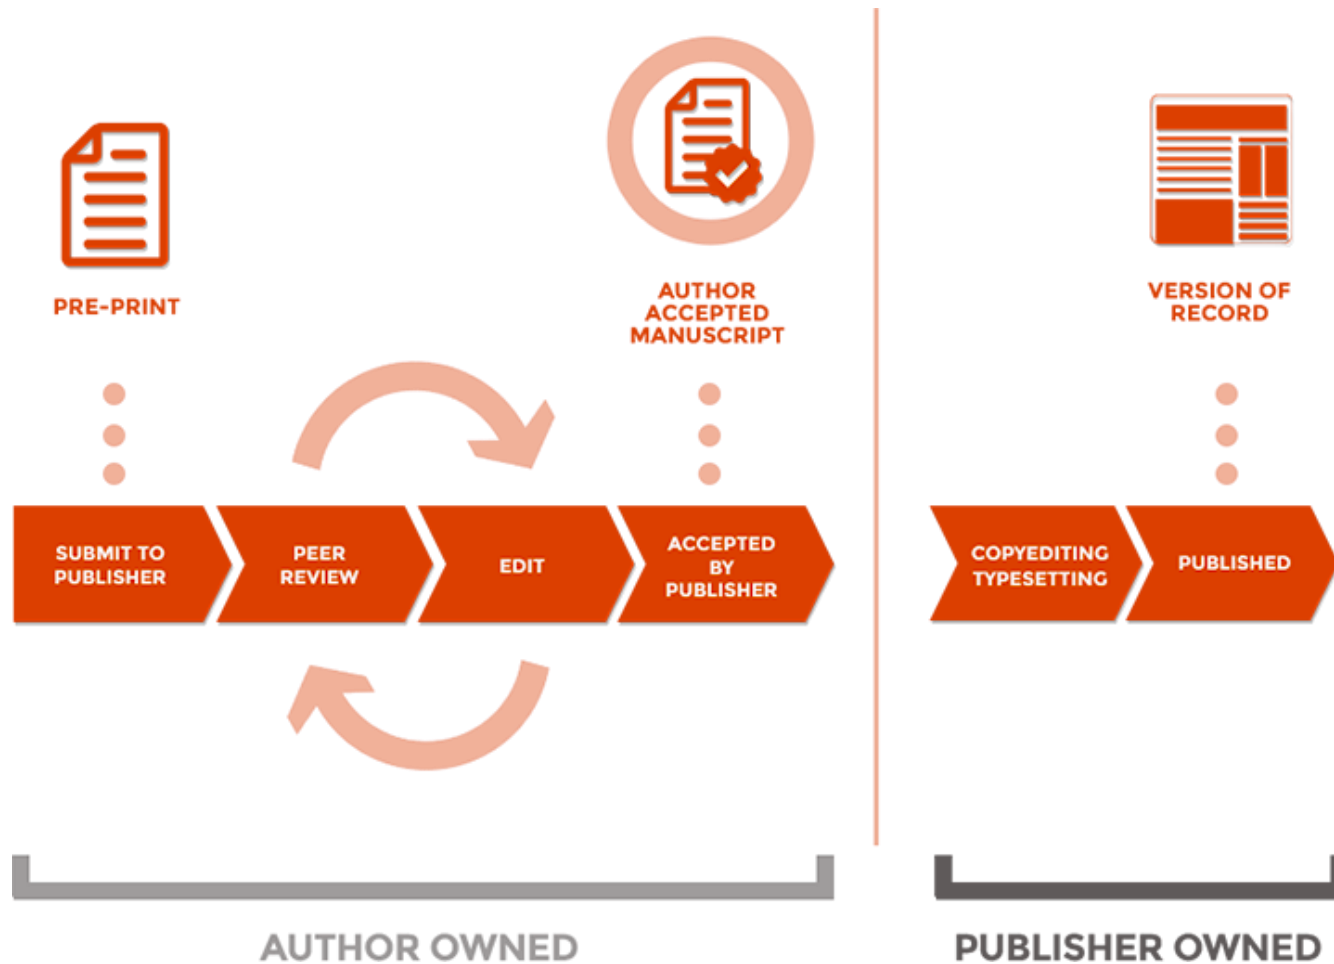 PRE-PRINT
AUTHOR
ACCEPTED
MANUSCRIPT
VERSION OF
RECORD
SUBMIT TO
PUBLISHER
PEER
REVIEW
EDIT
ACCEPTED
BY
PUBLISHER
COPYEDITING
TYPESETTING
PUBLISHED
AUTHOR OWNED
PUBLISHER OWNED